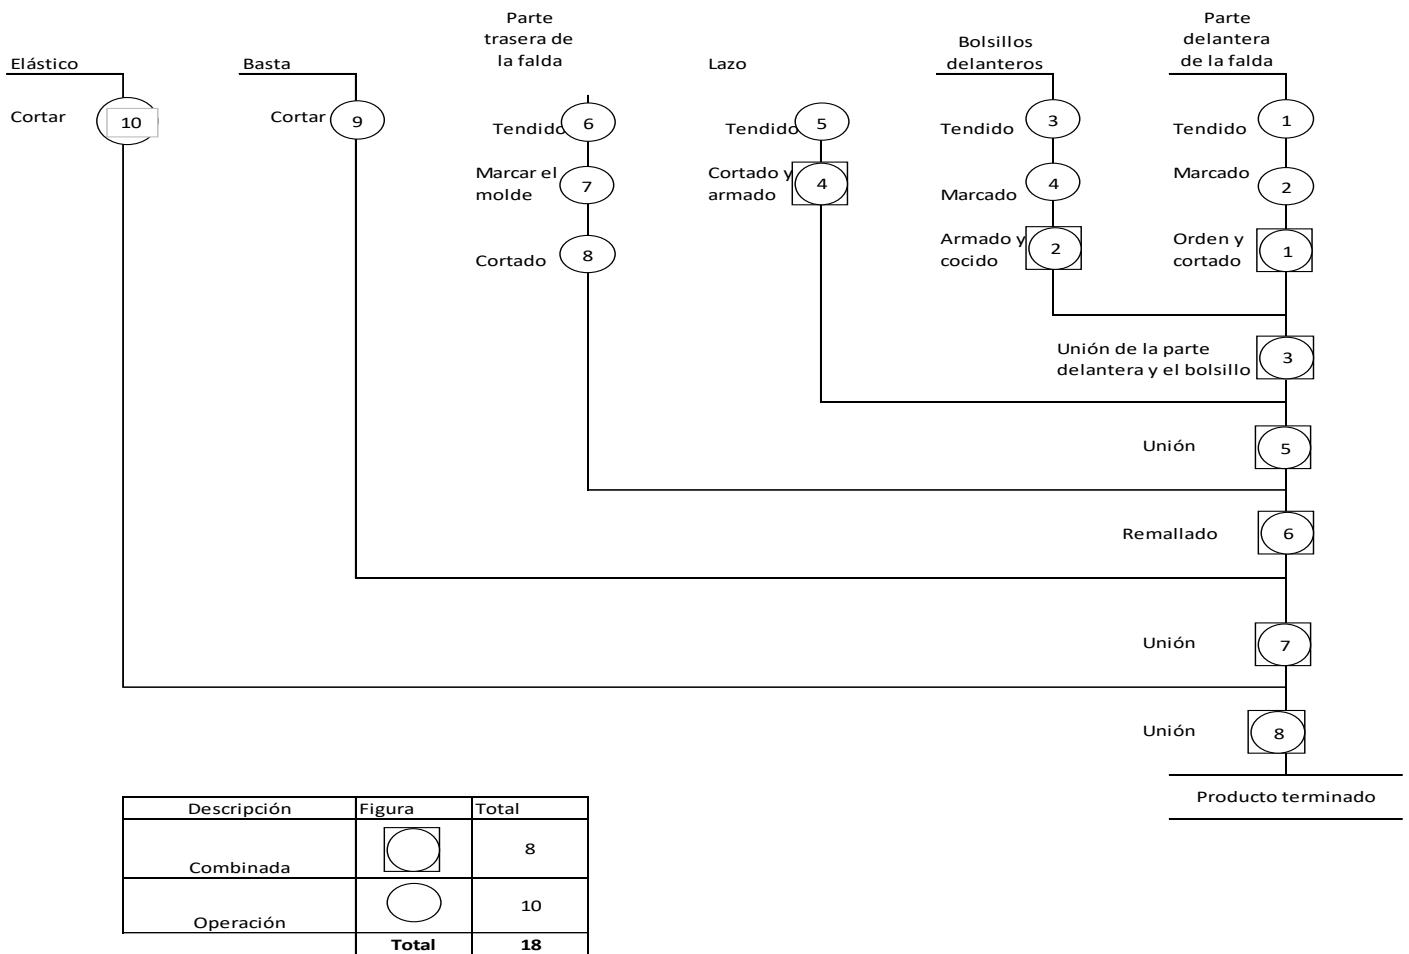 Parte
trasera de
la falda
Parte
delantera
de la falda
Elástico
Basta
Lazo
Bolsillos
delanteros
Cortar
10
Cortar
9
Tendido
6
Tendido
5
Tendido
3
Tendido
1
Marcar el
molde
7
Cortado y
armado
4
Marcado
4
Marcado
2
Cortado
8
Armado y
cocido
2
Orden y
cortado
1
Unión de la parte
delantera y el bolsillo
3
Unión
5
Remallado
6
Unión
7
Unión
8
Producto terminado
Descripción Figura Total
Combinada 8
Operación 10
Total 18